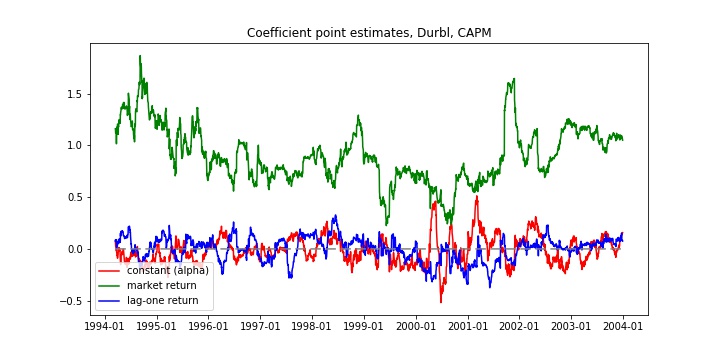 Coefficient point estimates, Durbl, CAPM
1.5
1.0
0.5
0.0
−0.5
constant (alpha)
market return
lag-one return
1994-01 1995-01 1996-01 1997-01 1998-01 1999-01 2000-01 2001-01 2002-01 2003-01 2004-01